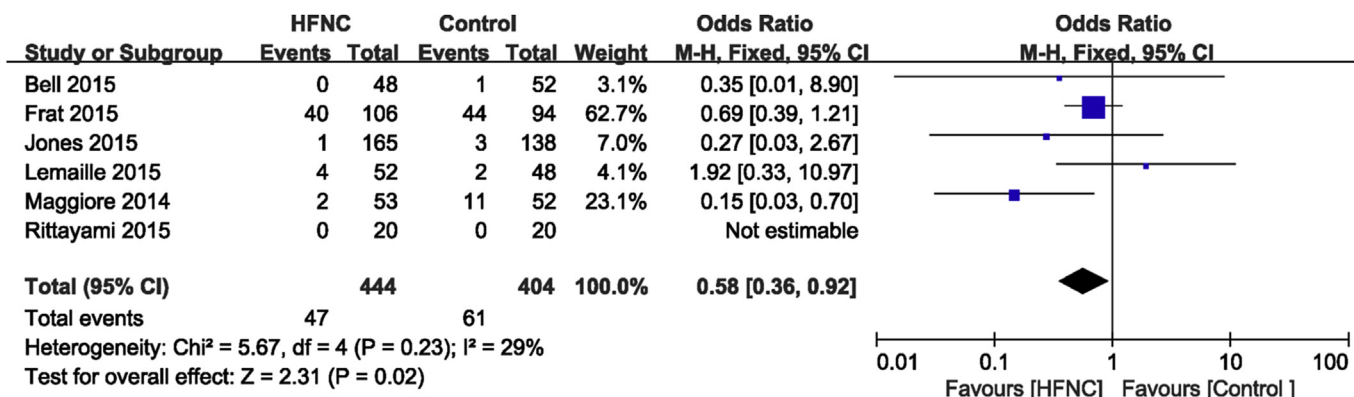 HFNC Control Odds Ratio Odds Ratio
Study or Subgroup Events Total Events Total Weight M-H, Fixed, 95% CI M-H, Fixed, 95% CI
Bell 2015 0 48 1 52 3.1% 0.35 [0.01, 8.90]
Frat 2015 40 106 44 94 62.7% 0.69 [0.39, 1.21]
Jones 2015 1 165 3 138 7.0% 0.27 [0.03, 2.67]
Lemaille 2015 4 52 2 48 4.1% 1.92 [0.33, 10.97]
Maggiore 2014 2 53 11 52 23.1% 0.15 [0.03, 0.70]
Rittayami 2015 0 20 0 20 Not estimable
Total (95% CI) 444 404 100.0% 0.58 [0.36, 0.92]
Total events 47 61
Heterogeneity: Chi² = 5.67, df = 4 (P = 0.23); I² = 29%
Test for overall effect: Z = 2.31 (P = 0.02)
0.01 0.1 1 10 100
Favours [HFNC] Favours [Control ]